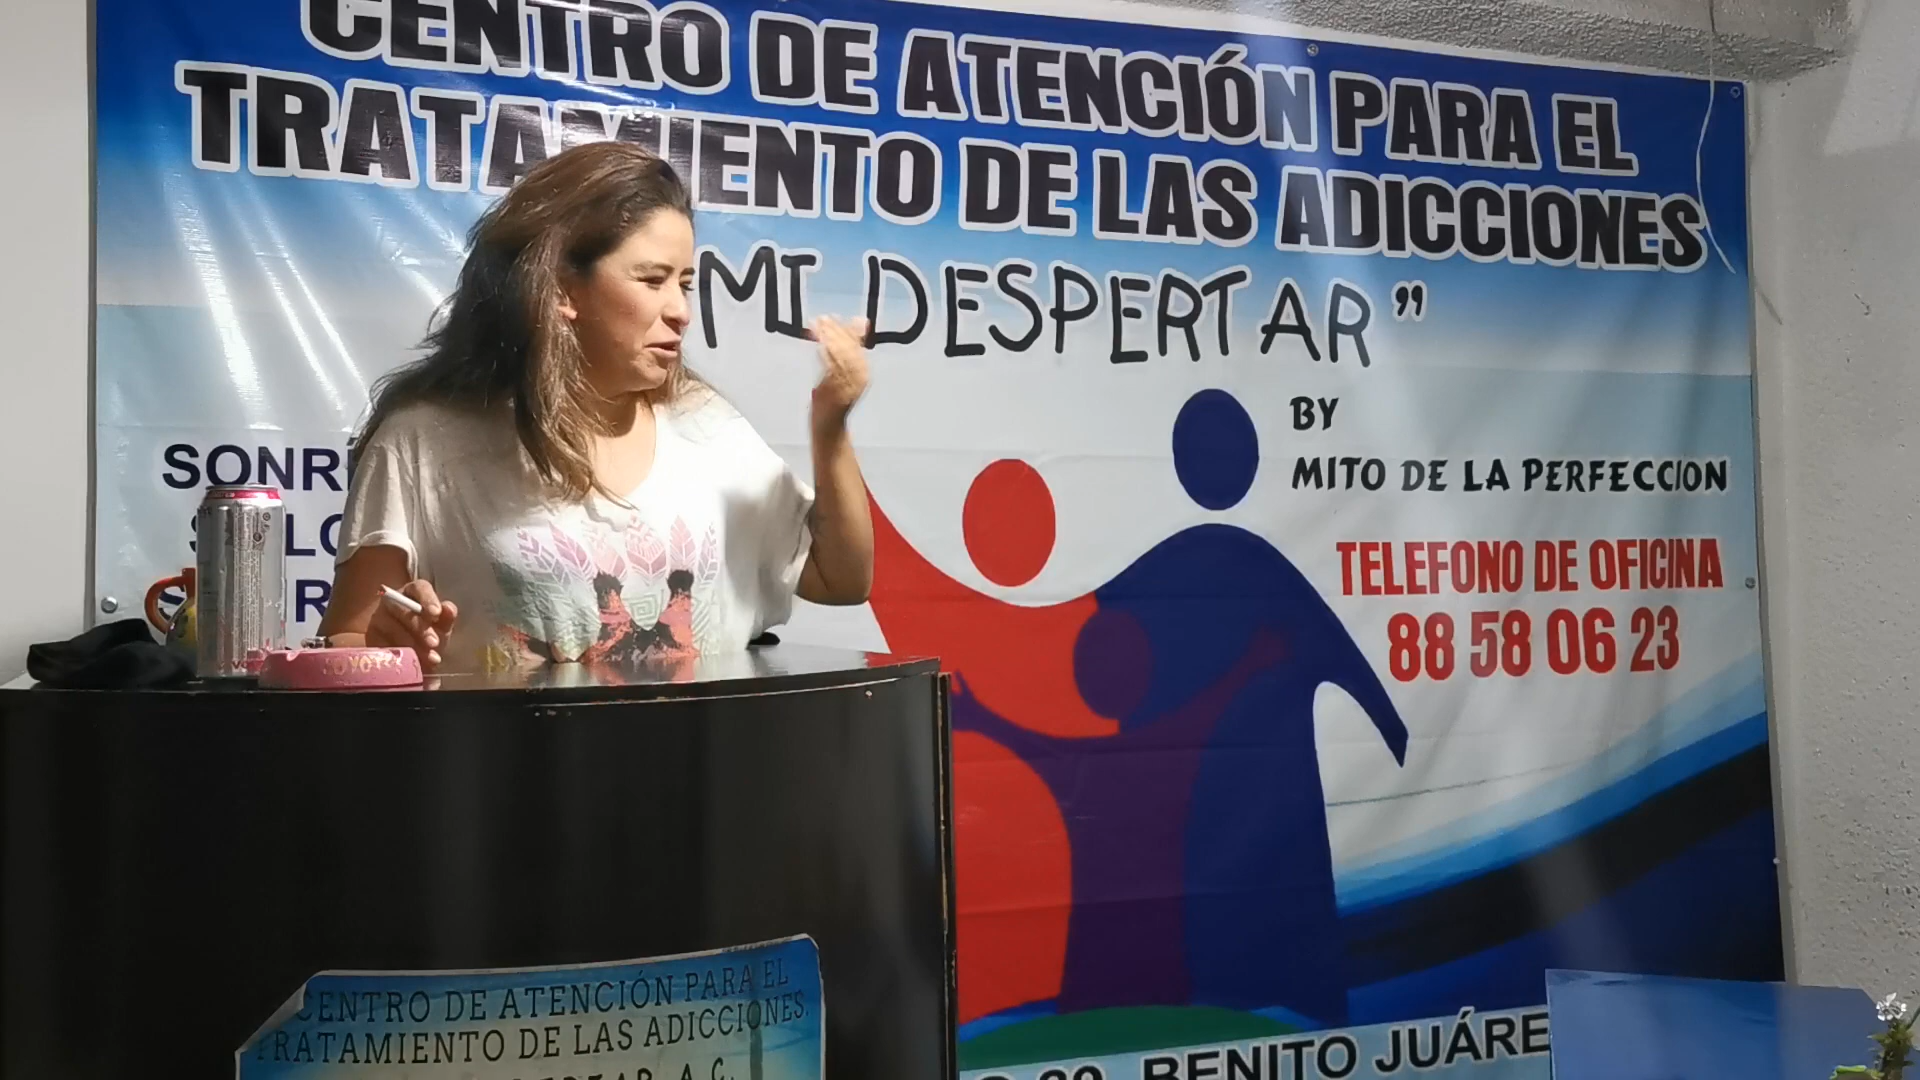 CENTRO DE ATENCIÓN PARA EL
TRATAMIENTO DE LAS ADICCIONES
MI DESPERTAR”
BY
MITO DE LA PERFECCION
TELEFONO DE OFICINA
88 58 06 23
BENITO JUÁRE
CENTRO DE ATENCIÓN PARA EL
TRATAMIENTO DE LAS ADICCIONES.
A.C.